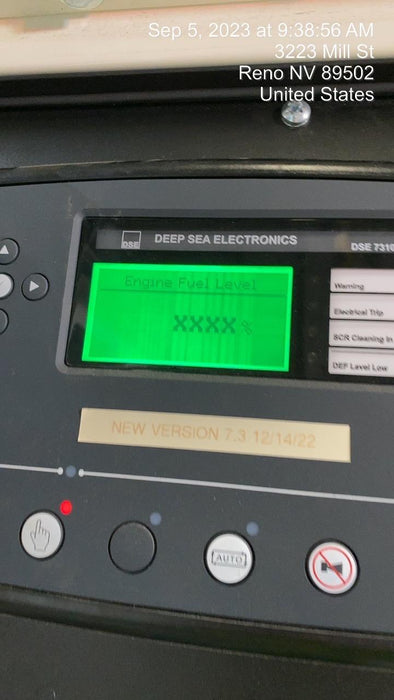 Sep 5, 2023 at 9:38:56 AM
3223 Mill St
Reno NV 89502
United States
DSE
DEEP SEA ELECTRONICS
DSE 7310
Engine Fuel Level
XXXX %
Warning
Electrical Trip
SCR Cleaning In
DEF Level Low
NEW VERSION 7.3 12/14/22
AUTO